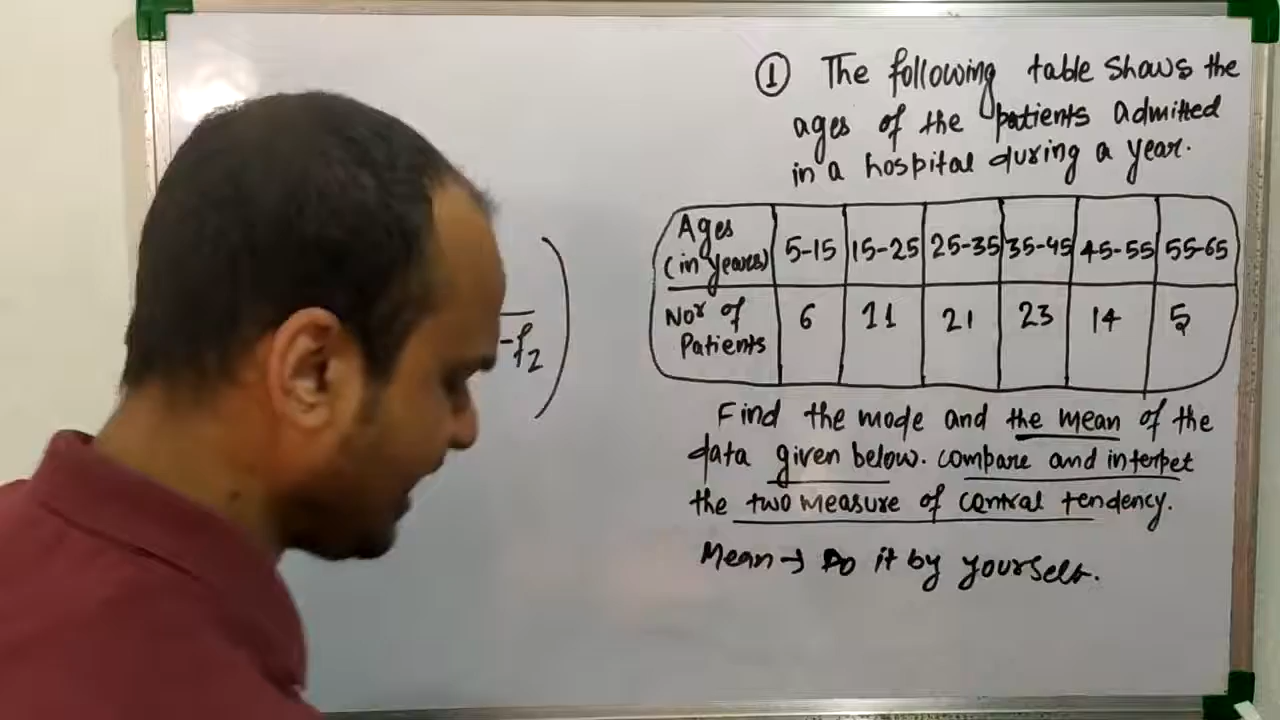 ① The following table shows the
ages of the patients admitted
in a hospital during a year.
Ages (in years) 5-15 15-25 25-35 35-45 45-55 55-65
Nor of Patients 6 11 21 23 14 5
Find the mode and the mean of the
data given below. compare and interpet
the two measure of central tendency.
Mean → Do it by yourself.
-f2 )